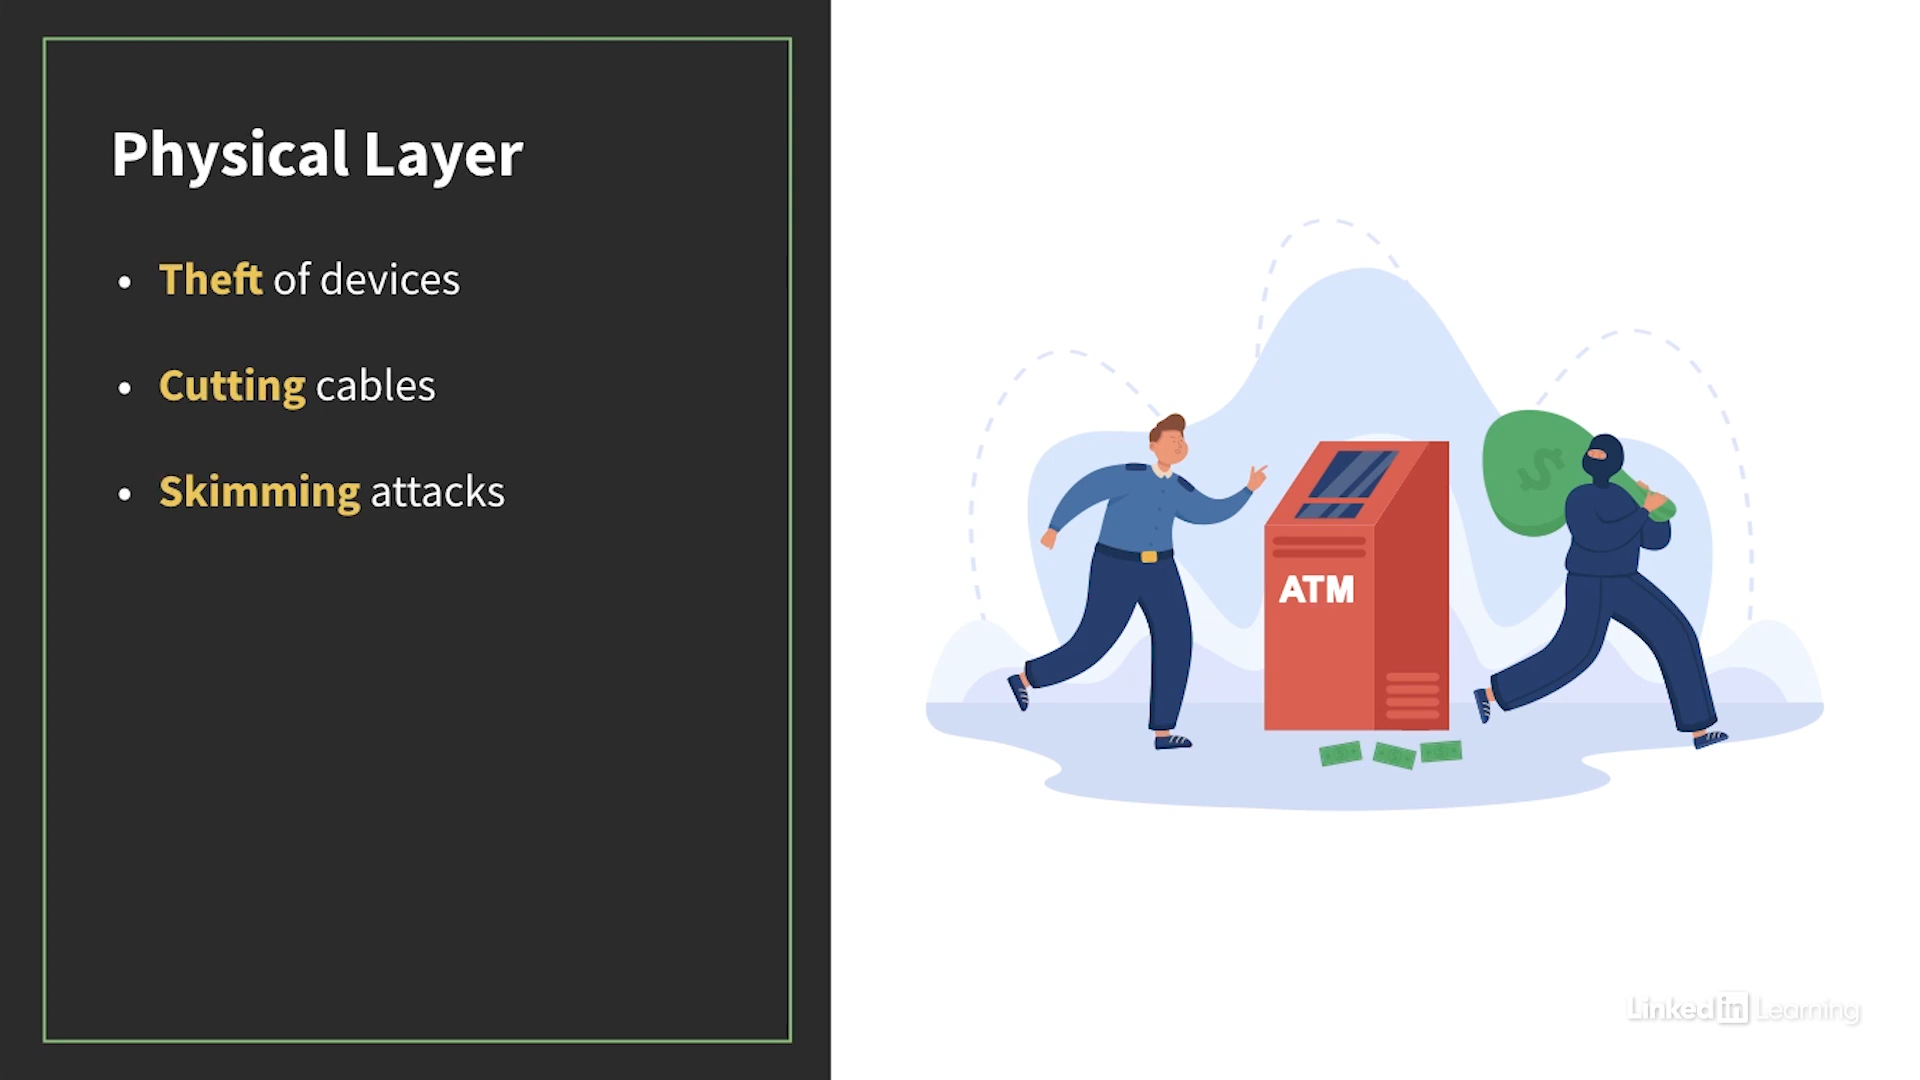 Physical Layer
• Theft of devices
• Cutting cables
• Skimming attacks
ATM
$
LinkedIn Learning